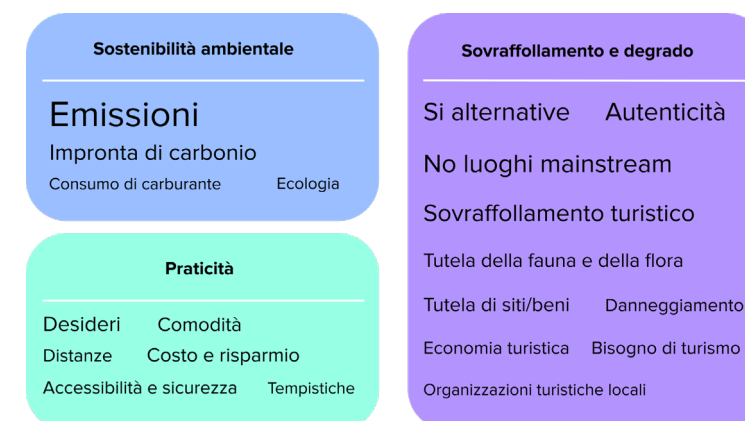 Sostenibilità ambientale
Emissioni
Impronta di carbonio
Consumo di carburante Ecologia
Praticità
Desideri Comodità
Distanze Costo e risparmio
Accessibilità e sicurezza Tempistiche
Sovraffollamento e degrado
Si alternative Autenticità
No luoghi mainstream
Sovraffollamento turistico
Tutela della fauna e della flora
Tutela di siti/beni Danneggiamento
Economia turistica Bisogno di turismo
Organizzazioni turistiche locali